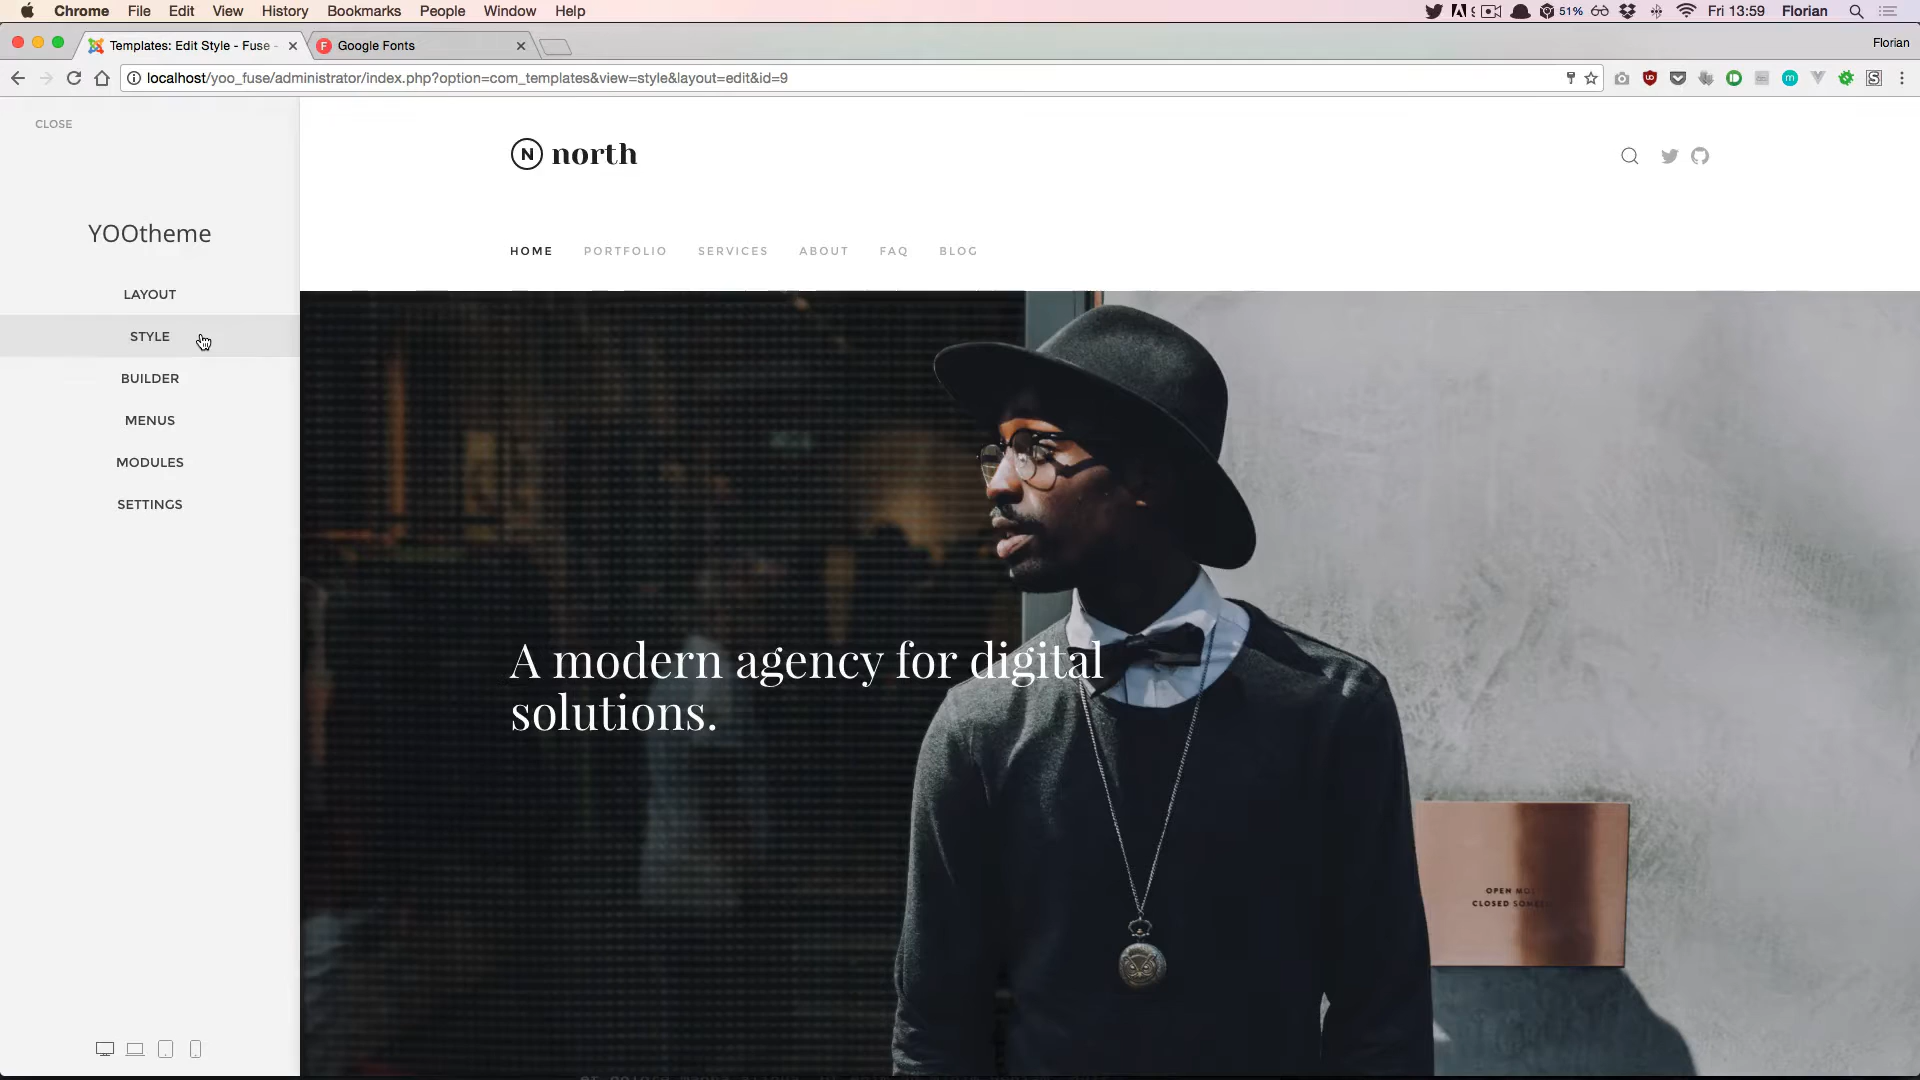 Chrome File Edit View History Bookmarks People Window Help
51% Fri 13:59 Florian
Templates: Edit Style - Fuse -
Google Fonts
Florian
localhost/yoo_fuse/administrator/index.php?option=com_templates&view=style&layout=edit&id=9
CLOSE
YOOtheme
LAYOUT
STYLE
BUILDER
MENUS
MODULES
SETTINGS
N north
HOME PORTFOLIO SERVICES ABOUT FAQ BLOG
A modern agency for digital
solutions.
OPEN
CLOSED